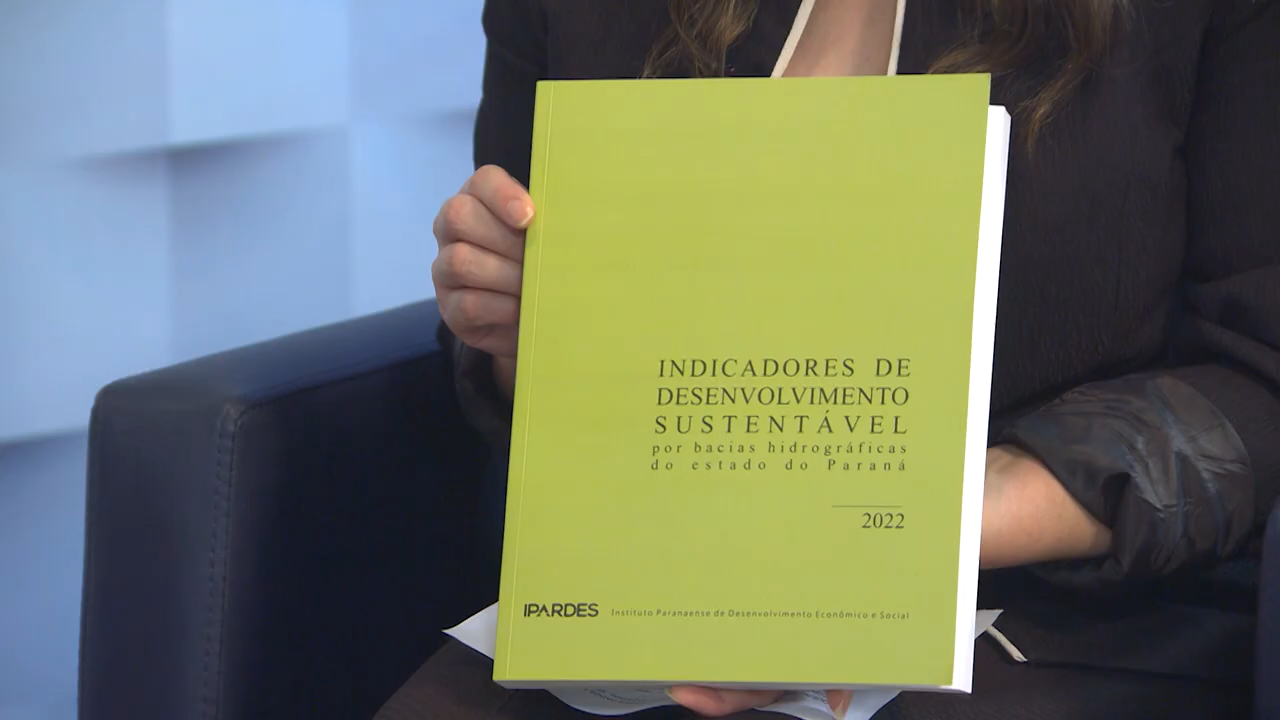 INDICADORES DE
DESENVOLVIMENTO
SUSTENTÁVEL
por bacias hidrográficas
do estado do Paraná
2022
IPARDES Instituto Paranaense de Desenvolvimento Econômico e Social